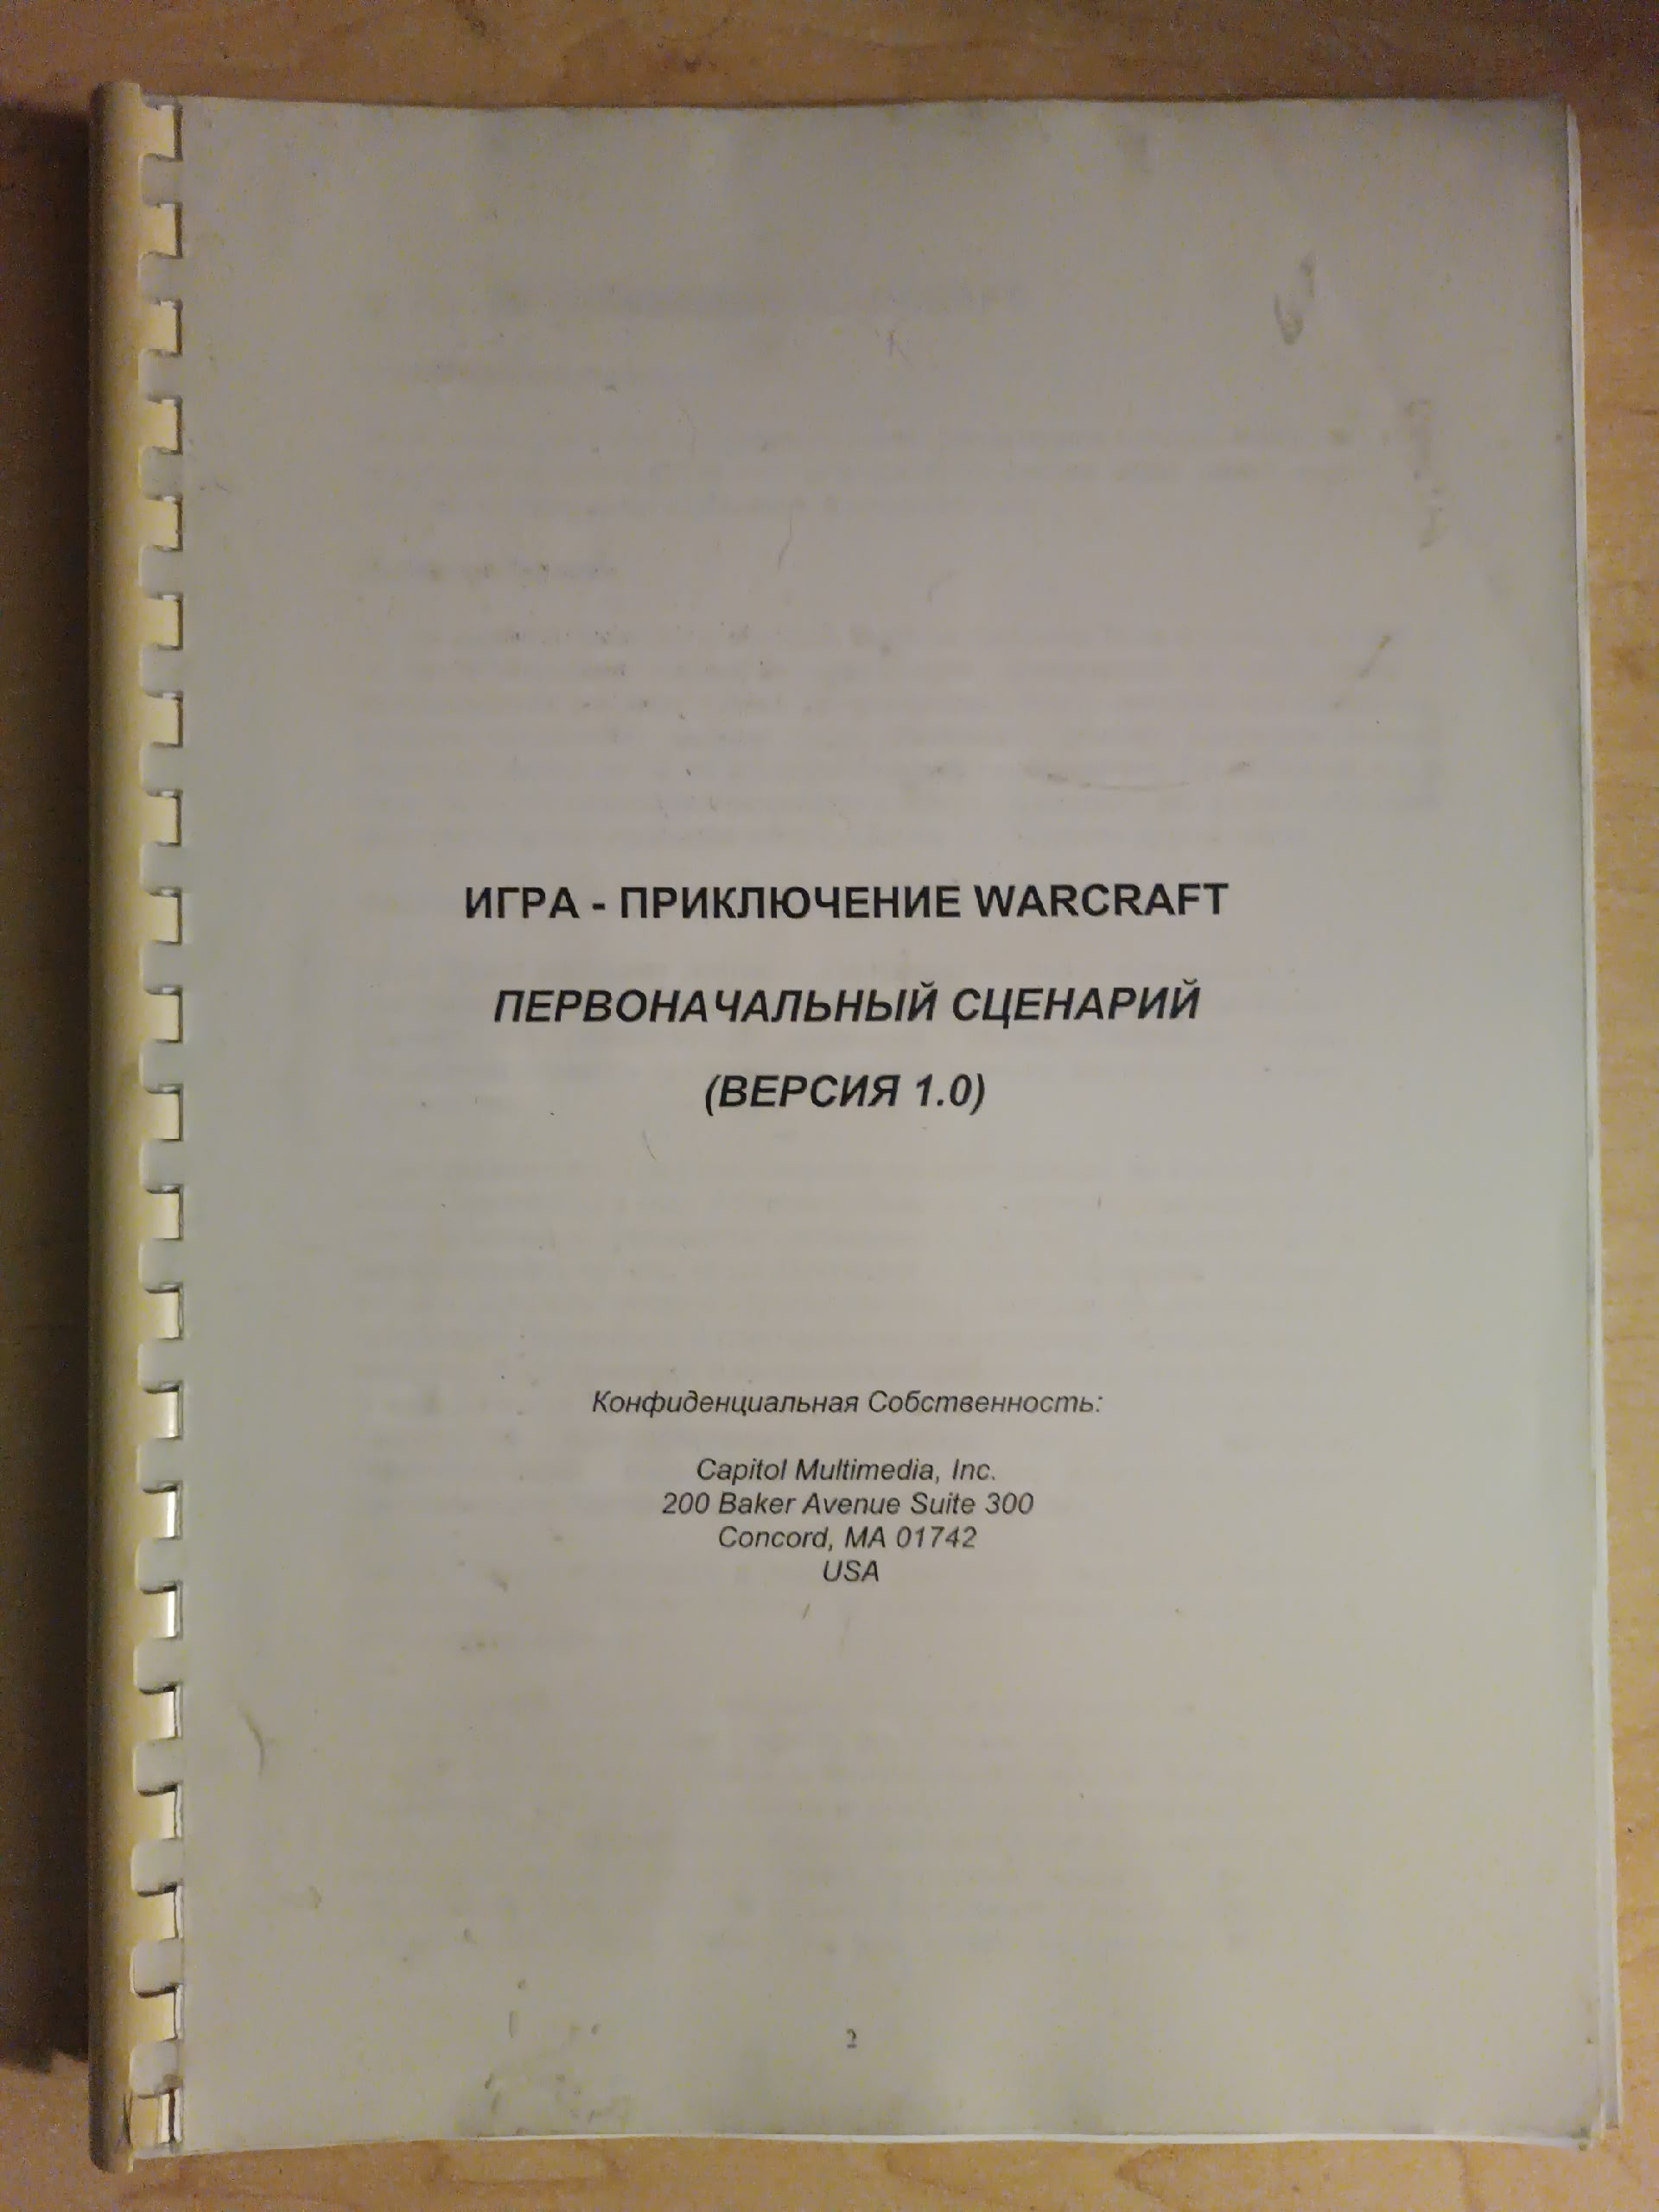 ИГРА - ПРИКЛЮЧЕНИЕ WARCRAFT
ПЕРВОНАЧАЛЬНЫЙ СЦЕНАРИЙ
(ВЕРСИЯ 1.0)
Конфиденциальная Собственность:
Capitol Multimedia, Inc.
200 Baker Avenue Suite 300
Concord, MA 01742
USA
2